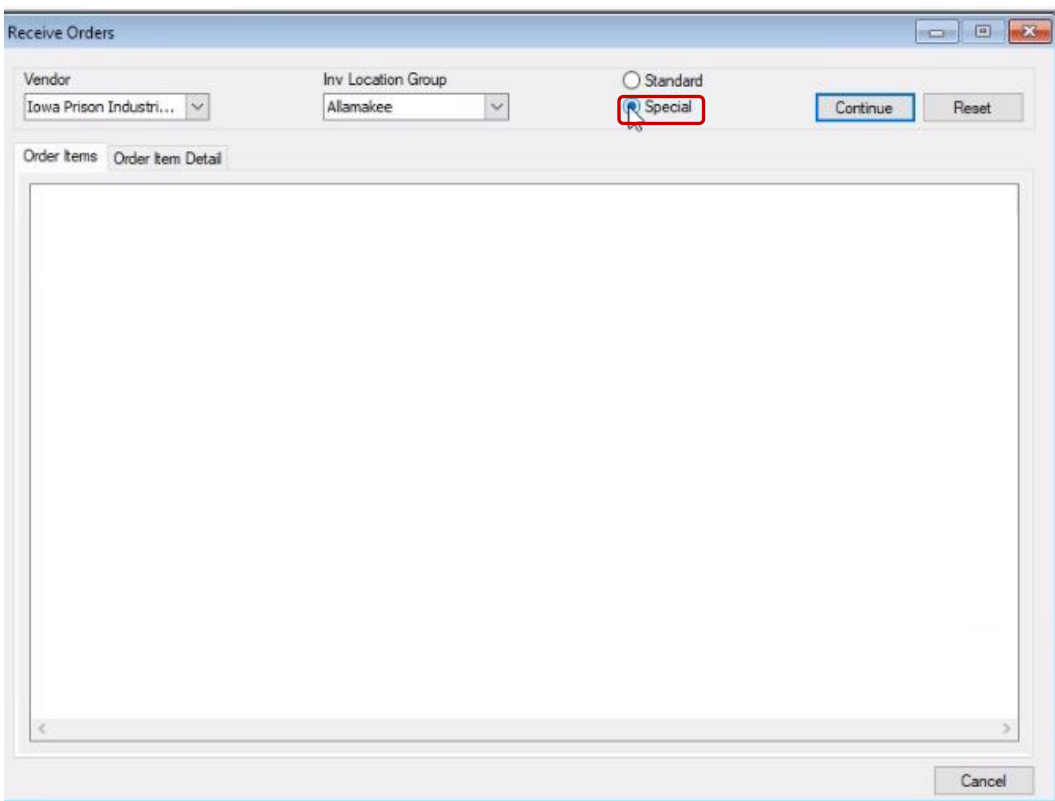 Receive Orders
Vendor Inv Location Group Standard
Iowa Prison Industri... Allamakee Special Continue Reset
Order Items Order Item Detail
Cancel